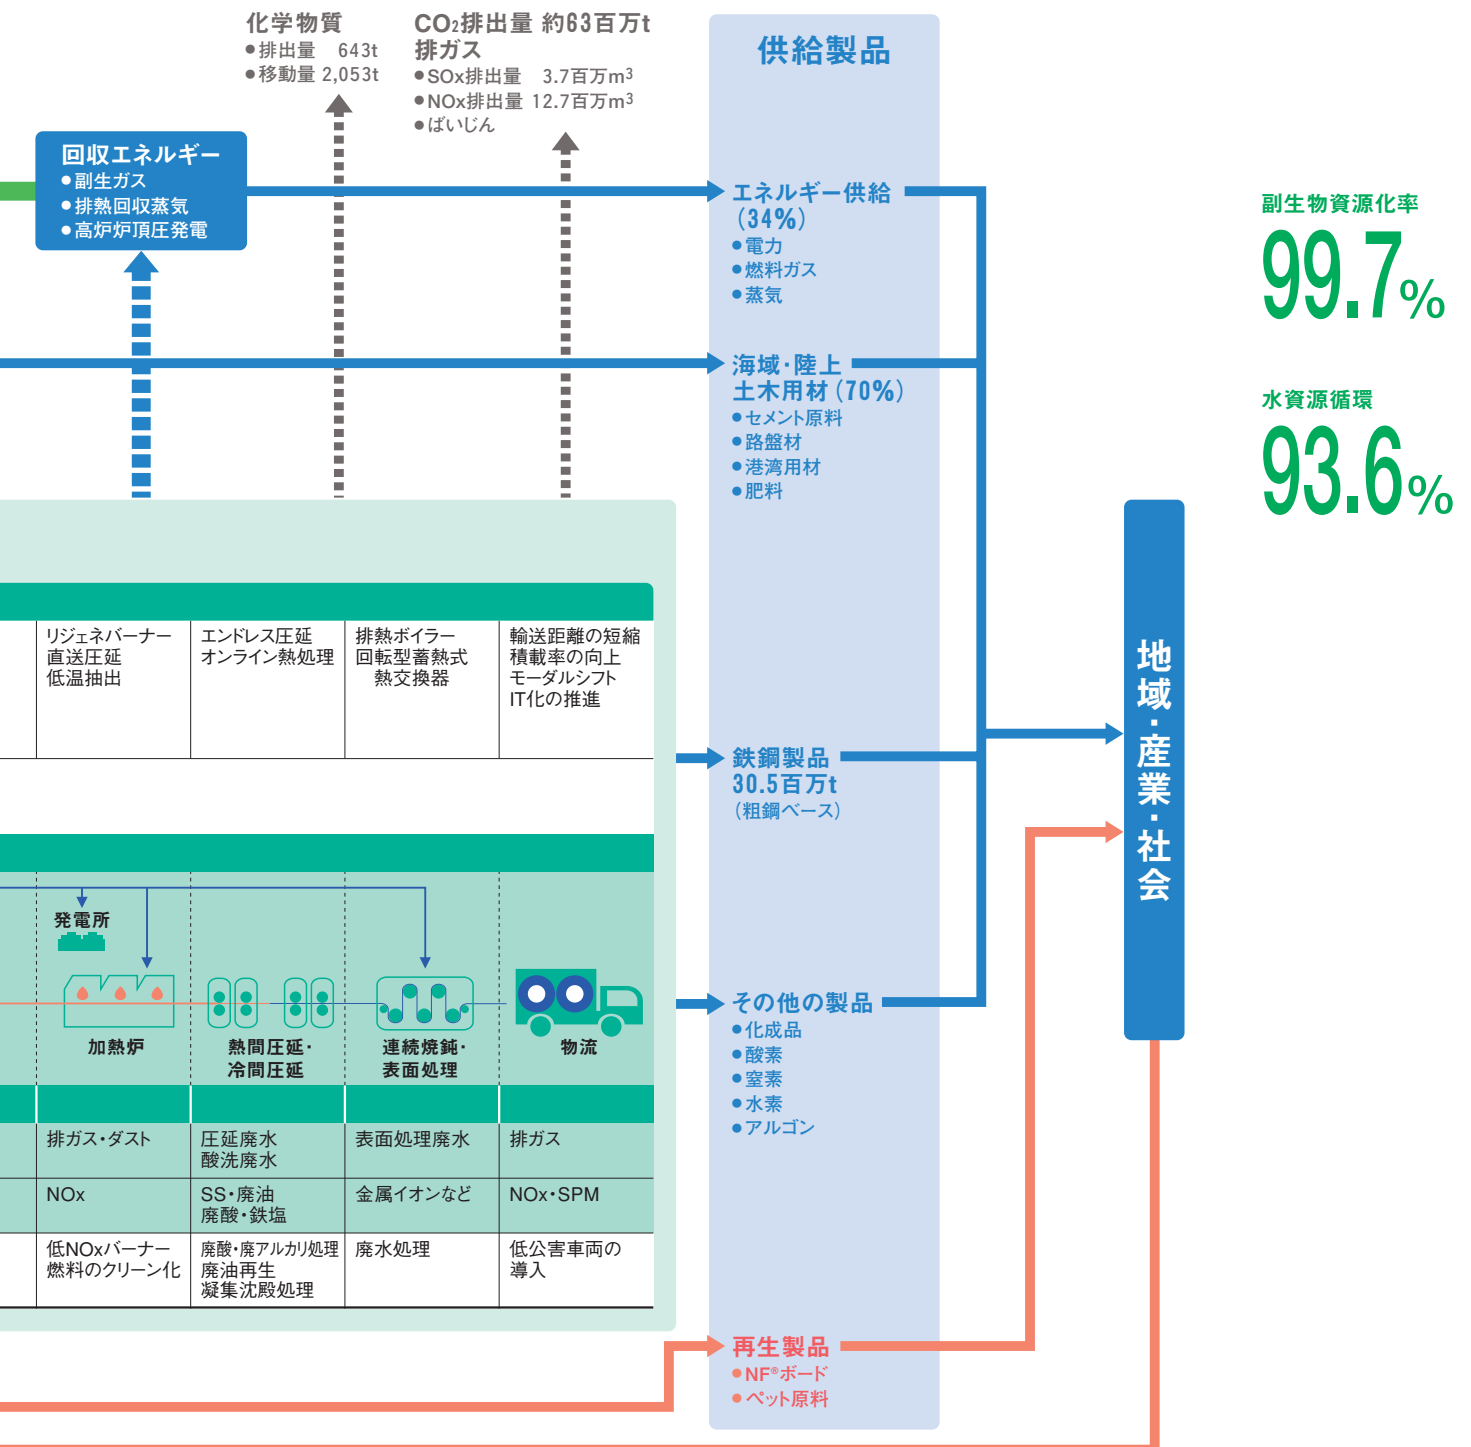 化学物質
●排出量　643t
●移動量 2,053t
CO₂排出量 約63百万t
排ガス
●SOx排出量　3.7百万m³
●NOx排出量 12.7百万m³
●ばいじん
回収エネルギー
●副生ガス
●排熱回収蒸気
●高炉炉頂圧発電
供給製品
エネルギー供給
（34%）
●電力
●燃料ガス
●蒸気
海域・陸上
土木用材（70%）
●セメント原料
●路盤材
●港湾用材
●肥料
鉄鋼製品
30.5百万t
（粗鋼ベース）
その他の製品
●化成品
●酸素
●窒素
●水素
●アルゴン
再生製品
●NF®ボード
●ペット原料
地域・産業・社会
副生物資源化率
99.7%
水資源循環
93.6%
リジェネバーナー
直送圧延
低温抽出
エンドレス圧延
オンライン熱処理
排熱ボイラー
回転型蓄熱式
熱交換器
輸送距離の短縮
積載率の向上
モーダルシフト
IT化の推進
発電所
加熱炉
熱間圧延・
冷間圧延
連続焼鈍・
表面処理
物流
排ガス・ダスト
圧延廃水
酸洗廃水
表面処理廃水
排ガス
NOx
SS・廃油
廃酸・鉄塩
金属イオンなど
NOx・SPM
低NOxバーナー
燃料のクリーン化
廃酸・廃アルカリ処理
廃油再生
凝集沈殿処理
廃水処理
低公害車両の
導入